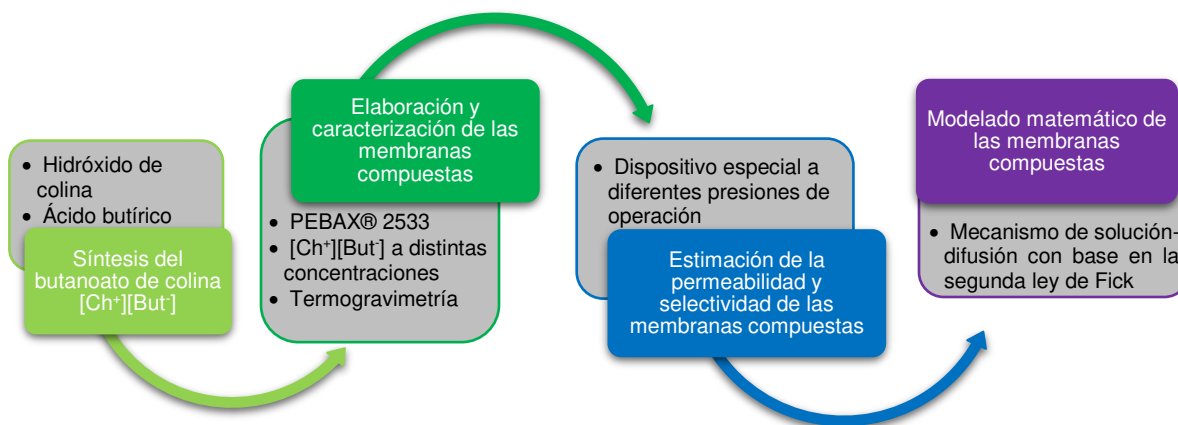 • Hidróxido de
colina
• Ácido butírico
Síntesis del
butanoato de colina
[Ch⁺][But⁻]
Elaboración y
caracterización de las
membranas
compuestas
• PEBAX® 2533
• [Ch⁺][But⁻] a distintas
concentraciones
• Termogravimetría
• Dispositivo especial a
diferentes presiones de
operación
Estimación de la
permeabilidad y
selectividad de las
membranas compuestas
Modelado matemático de
las membranas
compuestas
• Mecanismo de solución-
difusión con base en la
segunda ley de Fick